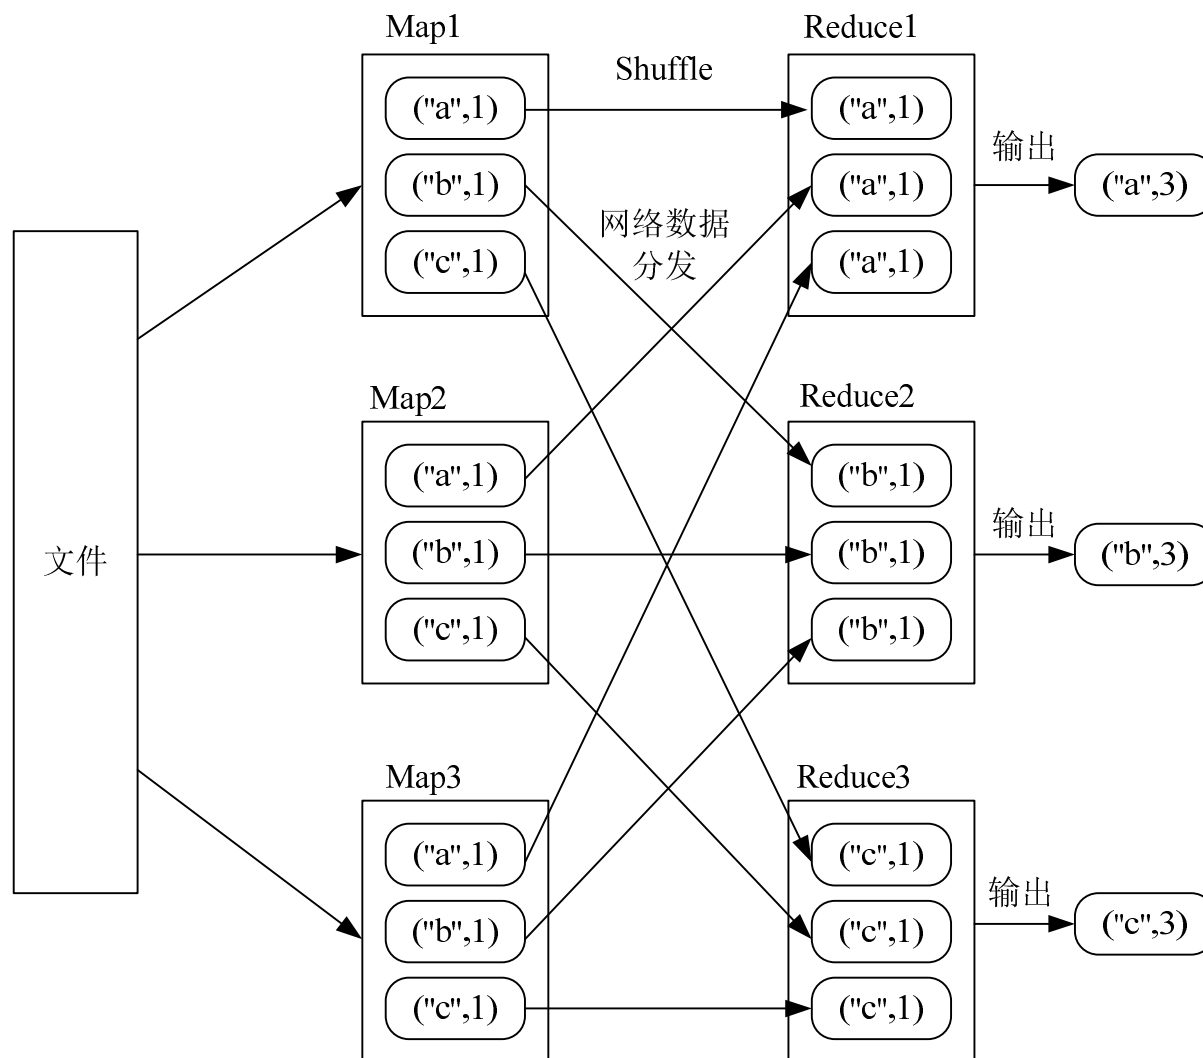 Map1
Reduce1
Shuffle
("a",1)
("b",1)
("c",1)
网络数据
分发
("a",1)
("a",1)
("a",1)
输出
("a",3)
文件
Map2
Reduce2
("a",1)
("b",1)
("c",1)
("b",1)
("b",1)
("b",1)
输出
("b",3)
Map3
Reduce3
("a",1)
("b",1)
("c",1)
("c",1)
("c",1)
("c",1)
输出
("c",3)